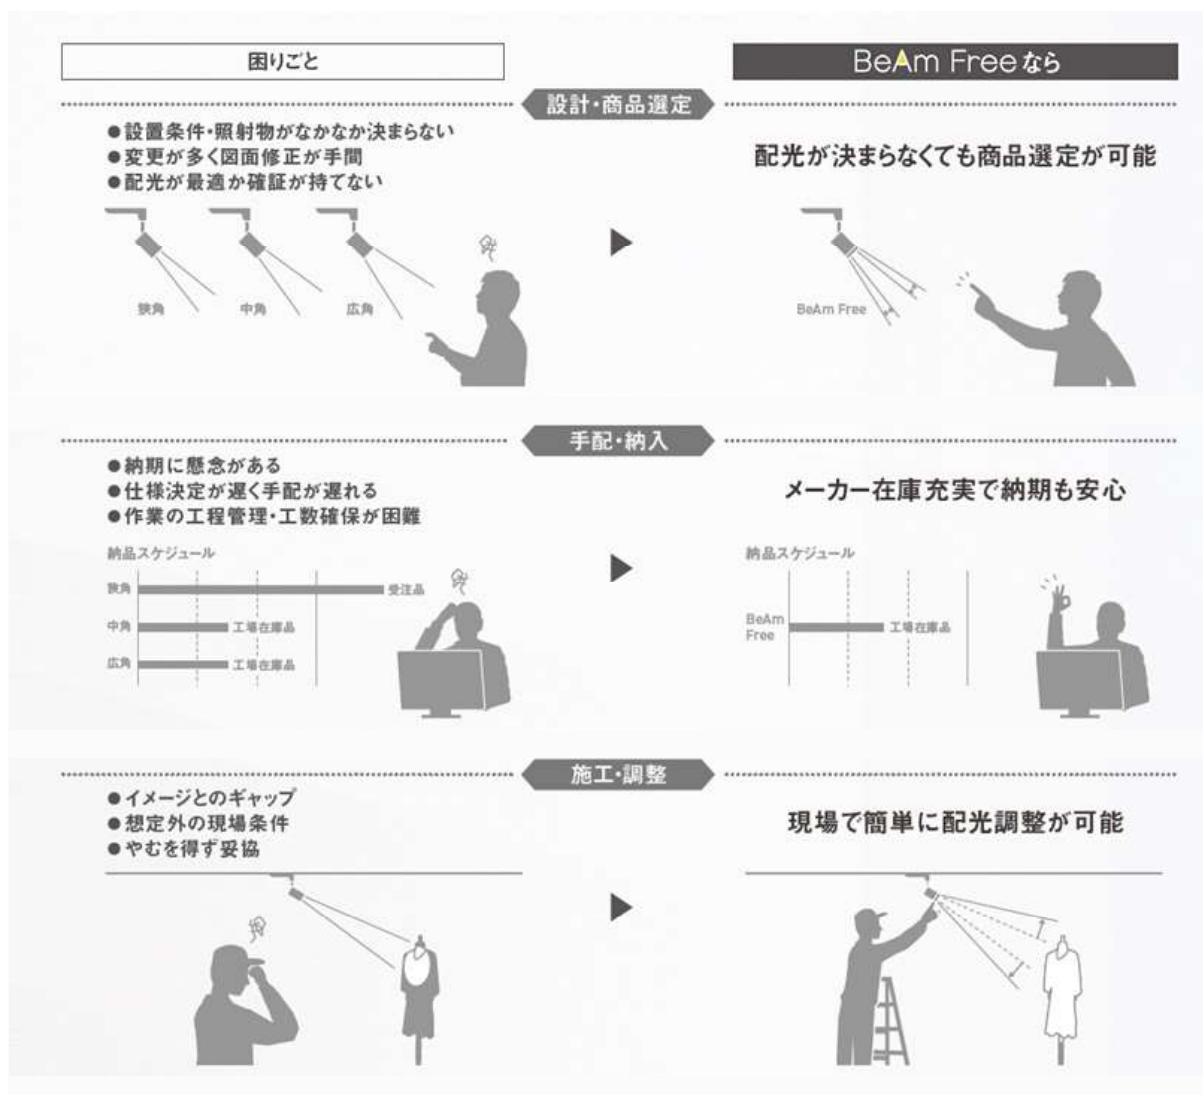 困りごと
BeAm Freeなら
設計・商品選定
●設置条件・照射物がなかなか決まらない
●変更が多く図面修正が手間
●配光が最適か確証が持てない
狭角
中角
広角
配光が決まらなくても商品選定が可能
BeAm Free
手配・納入
●納期に懸念がある
●仕様決定が遅く手配が遅れる
●作業の工程管理・工数確保が困難
納品スケジュール
狭角
受注品
中角
工場在庫品
広角
工場在庫品
メーカー在庫充実で納期も安心
納品スケジュール
BeAm
Free
工場在庫品
施工・調整
●イメージとのギャップ
●想定外の現場条件
●やむを得ず妥協
現場で簡単に配光調整が可能